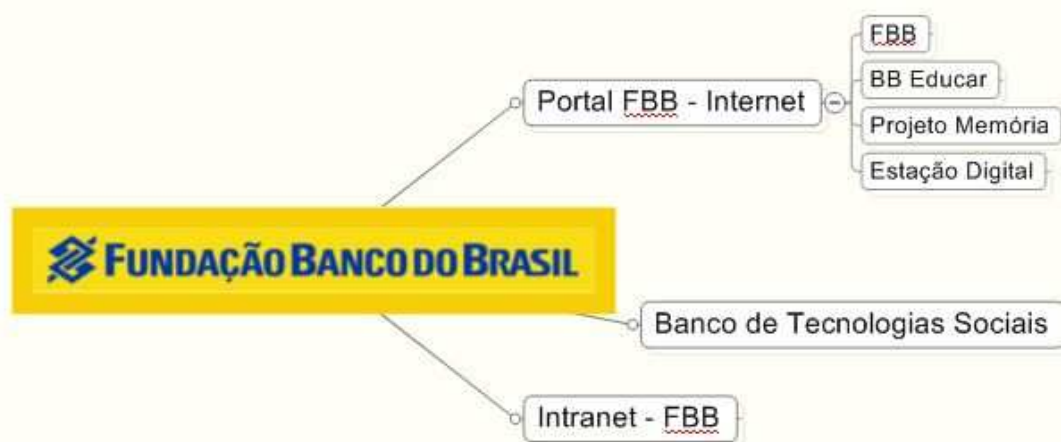 FBB
BB Educar
Portal FBB - Internet
Projeto Memória
Estação Digital
FUNDAÇÃO BANCO DO BRASIL
Banco de Tecnologias Sociais
Intranet - FBB